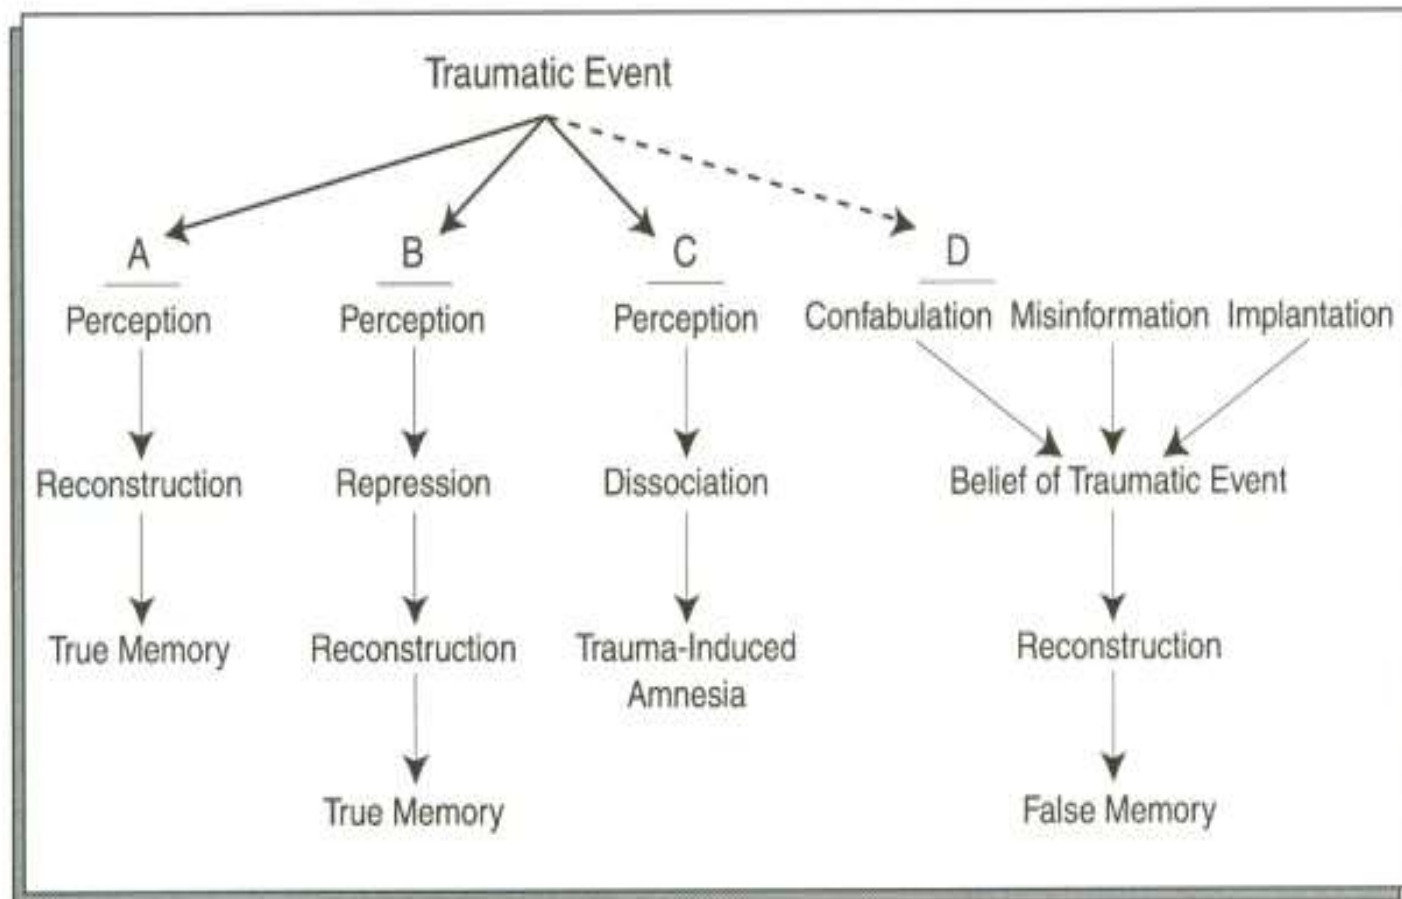 Traumatic Event
A
B
C
D
Perception
Perception
Perception
Confabulation Misinformation Implantation
Reconstruction
Repression
Dissociation
Belief of Traumatic Event
True Memory
Reconstruction
Trauma-Induced
Amnesia
Reconstruction
True Memory
False Memory